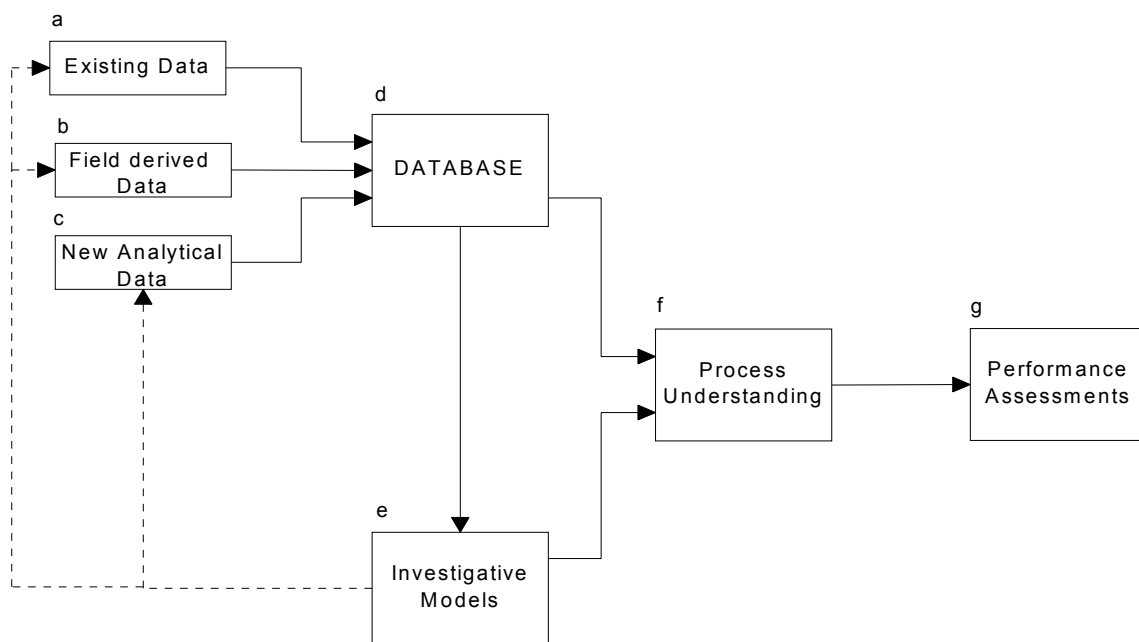 a
Existing Data
b
Field derived
Data
c
New Analytical
Data
d
DATABASE
e
Investigative
Models
f
Process
Understanding
g
Performance
Assessments